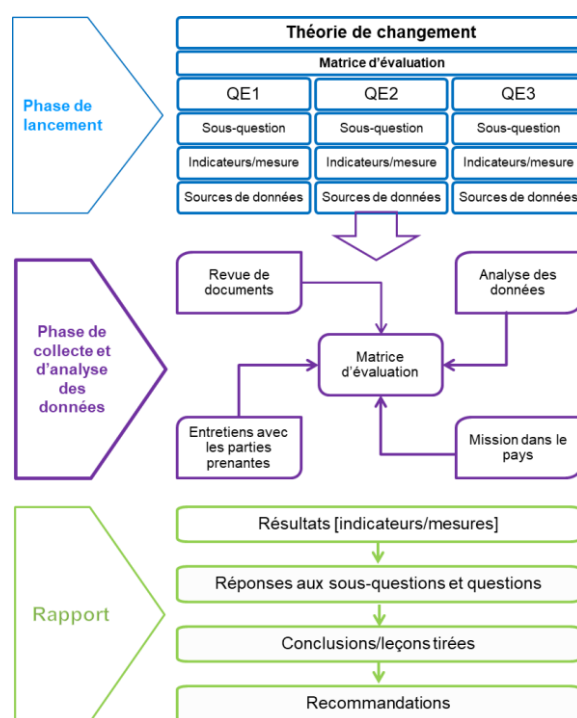 Théorie de changement
Matrice d'évaluation
Phase de
lancement
QE1
QE2
QE3
Sous-question
Sous-question
Sous-question
Indicateurs/mesure
Indicateurs/mesure
Indicateurs/mesure
Sources de données
Sources de données
Sources de données
Phase de
collecte et
d'analyse
des
données
Revue de
documents
Analyse des
données
Matrice
d'évaluation
Entretiens avec
les parties
prenantes
Mission dans le
pays
Rapport
Résultats [indicateurs/mesures]
Réponses aux sous-questions et questions
Conclusions/leçons tirées
Recommandations